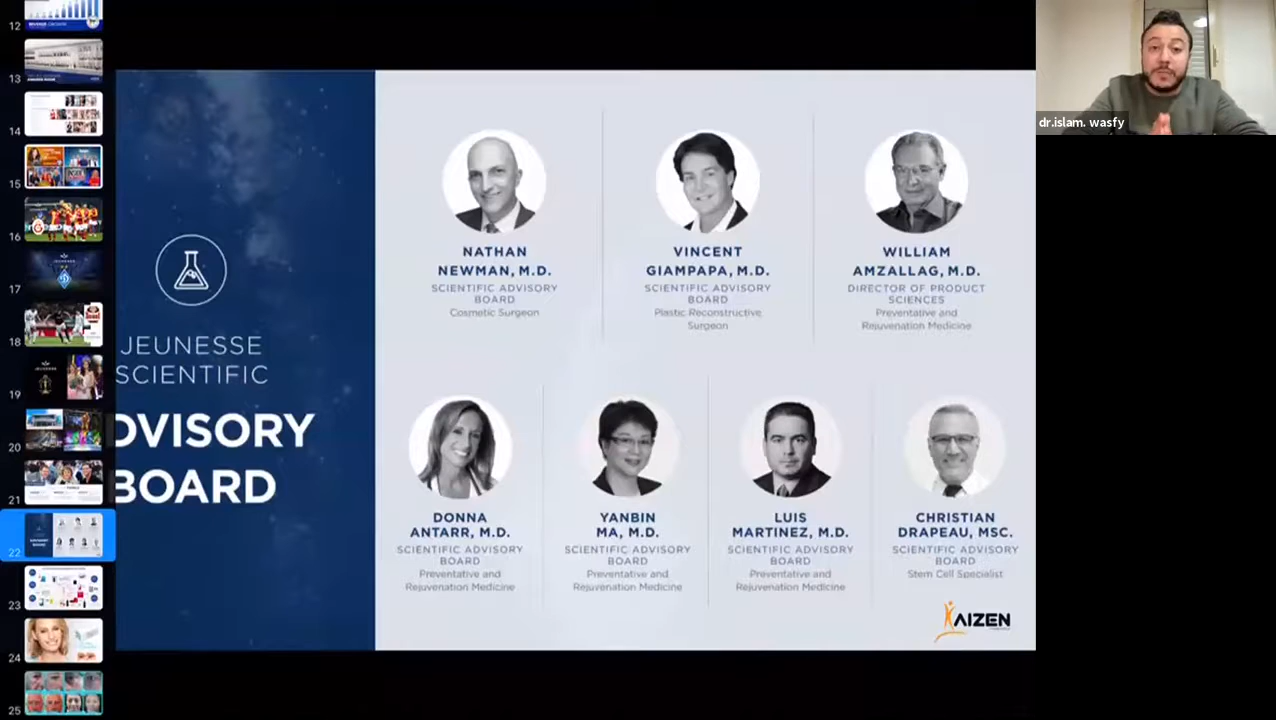 12
13
14
15
16
17
18
19
20
21
22
23
24
25
JEUNESSE
SCIENTIFIC
DVISORY
BOARD
NATHAN
NEWMAN, M.D.
SCIENTIFIC ADVISORY
BOARD
Cosmetic Surgeon
VINCENT
GIAMPAPA, M.D.
SCIENTIFIC ADVISORY
BOARD
Plastic Reconstructive
Surgeon
WILLIAM
AMZALLAG, M.D.
DIRECTOR OF PRODUCT
SCIENCES
Preventative and
Rejuvenation Medicine
DONNA
ANTARR, M.D.
SCIENTIFIC ADVISORY
BOARD
Preventative and
Rejuvenation Medicine
YANBIN
MA, M.D.
SCIENTIFIC ADVISORY
BOARD
Preventative and
Rejuvenation Medicine
LUIS
MARTINEZ, M.D.
SCIENTIFIC ADVISORY
BOARD
Preventative and
Rejuvenation Medicine
CHRISTIAN
DRAPEAU, MSC.
SCIENTIFIC ADVISORY
BOARD
Stem Cell Specialist
KAIZEN
dr.islam. wasfy